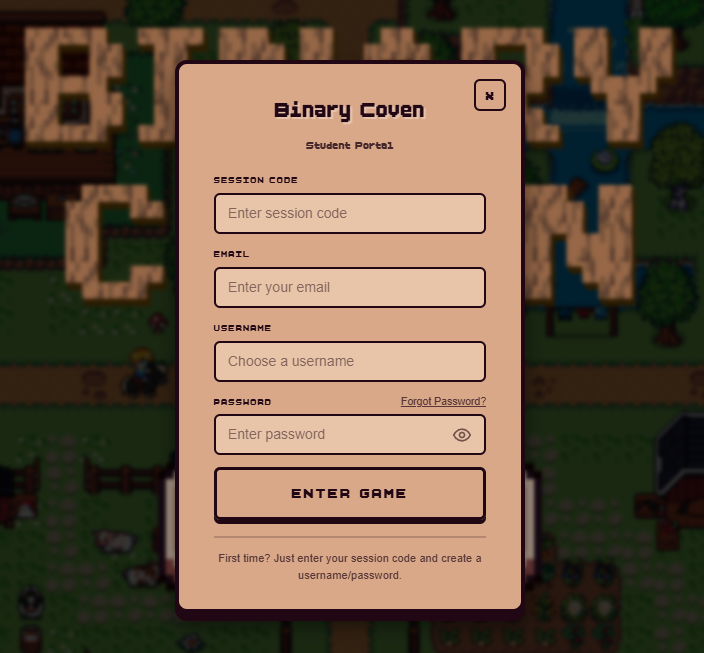 BINARY
C N
x
Binary Coven
Student Portal
SESSION CODE
Enter session code
EMAIL
Enter your email
USERNAME
Choose a username
PASSWORD
Forgot Password?
Enter password
ENTER GAME
First time? Just enter your session code and create a
username/password.